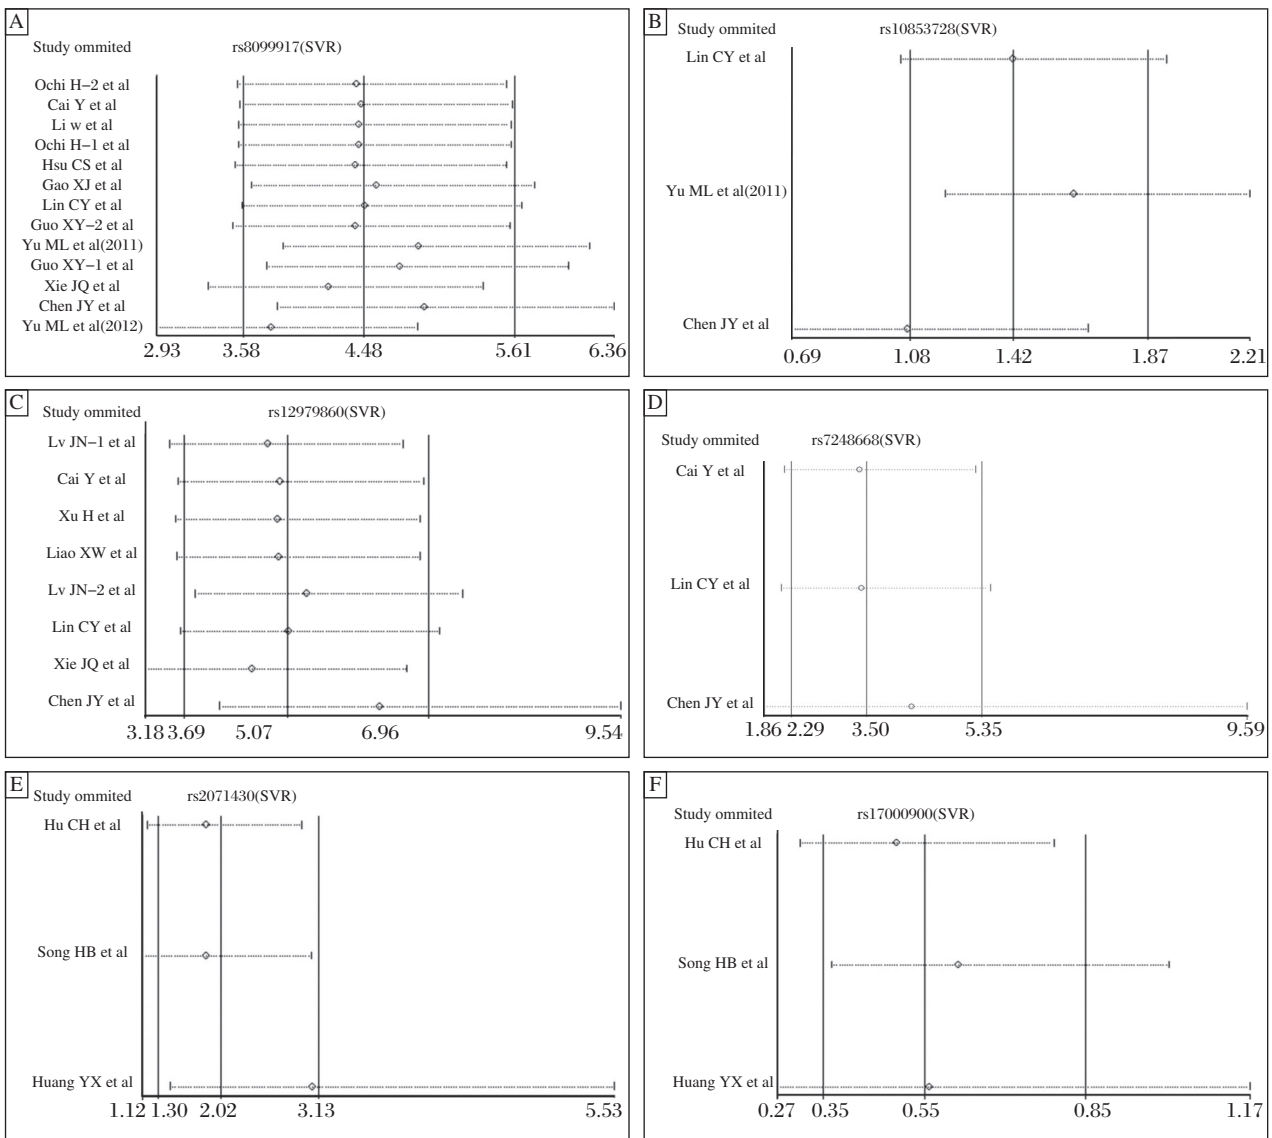 A
Study ommited rs8099917(SVR)
Ochi H−2 et al
Cai Y et al
Li w et al
Ochi H−1 et al
Hsu CS et al
Gao XJ et al
Lin CY et al
Guo XY−2 et al
Yu ML et al(2011)
Guo XY−1 et al
Xie JQ et al
Chen JY et al
Yu ML et al(2012)
2.93 3.58 4.48 5.61 6.36
B
Study ommited rs10853728(SVR)
Lin CY et al
Yu ML et al(2011)
Chen JY et al
0.69 1.08 1.42 1.87 2.21
C
Study ommited rs12979860(SVR)
Lv JN−1 et al
Cai Y et al
Xu H et al
Liao XW et al
Lv JN−2 et al
Lin CY et al
Xie JQ et al
Chen JY et al
3.18 3.69 5.07 6.96 9.54
D
Study ommited rs7248668(SVR)
Cai Y et al
Lin CY et al
Chen JY et al
1.86 2.29 3.50 5.35 9.59
E
Study ommited rs2071430(SVR)
Hu CH et al
Song HB et al
Huang YX et al
1.12 1.30 2.02 3.13 5.53
F
Study ommited rs17000900(SVR)
Hu CH et al
Song HB et al
Huang YX et al
0.27 0.35 0.55 0.85 1.17